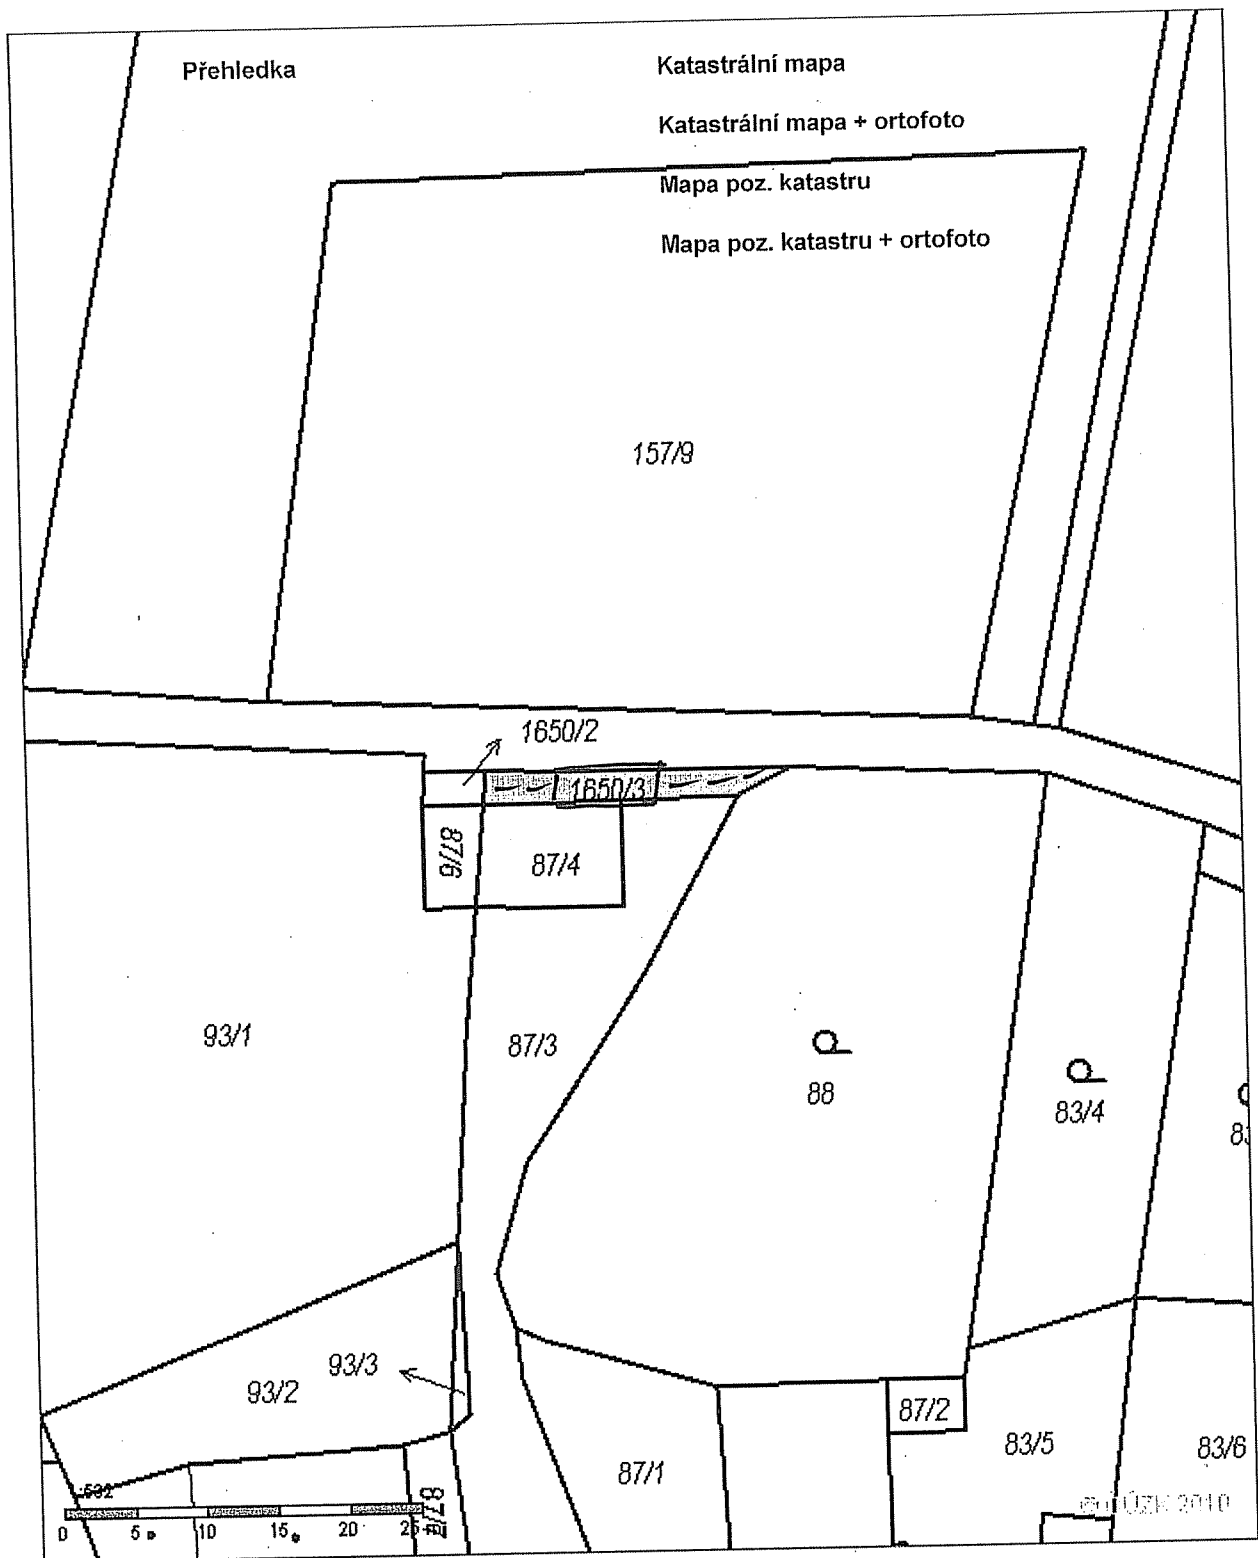 Přehledka
Katastrální mapa
Katastrální mapa + ortofoto
Mapa poz. katastru
Mapa poz. katastru + ortofoto
157/9
1650/2
1650/3
87/6
87/4
93/1
87/3
88
83/4
93/3
93/2
87/2
83/5
83/6
87/1
0 5 10 15 20
ČÚZK 2010